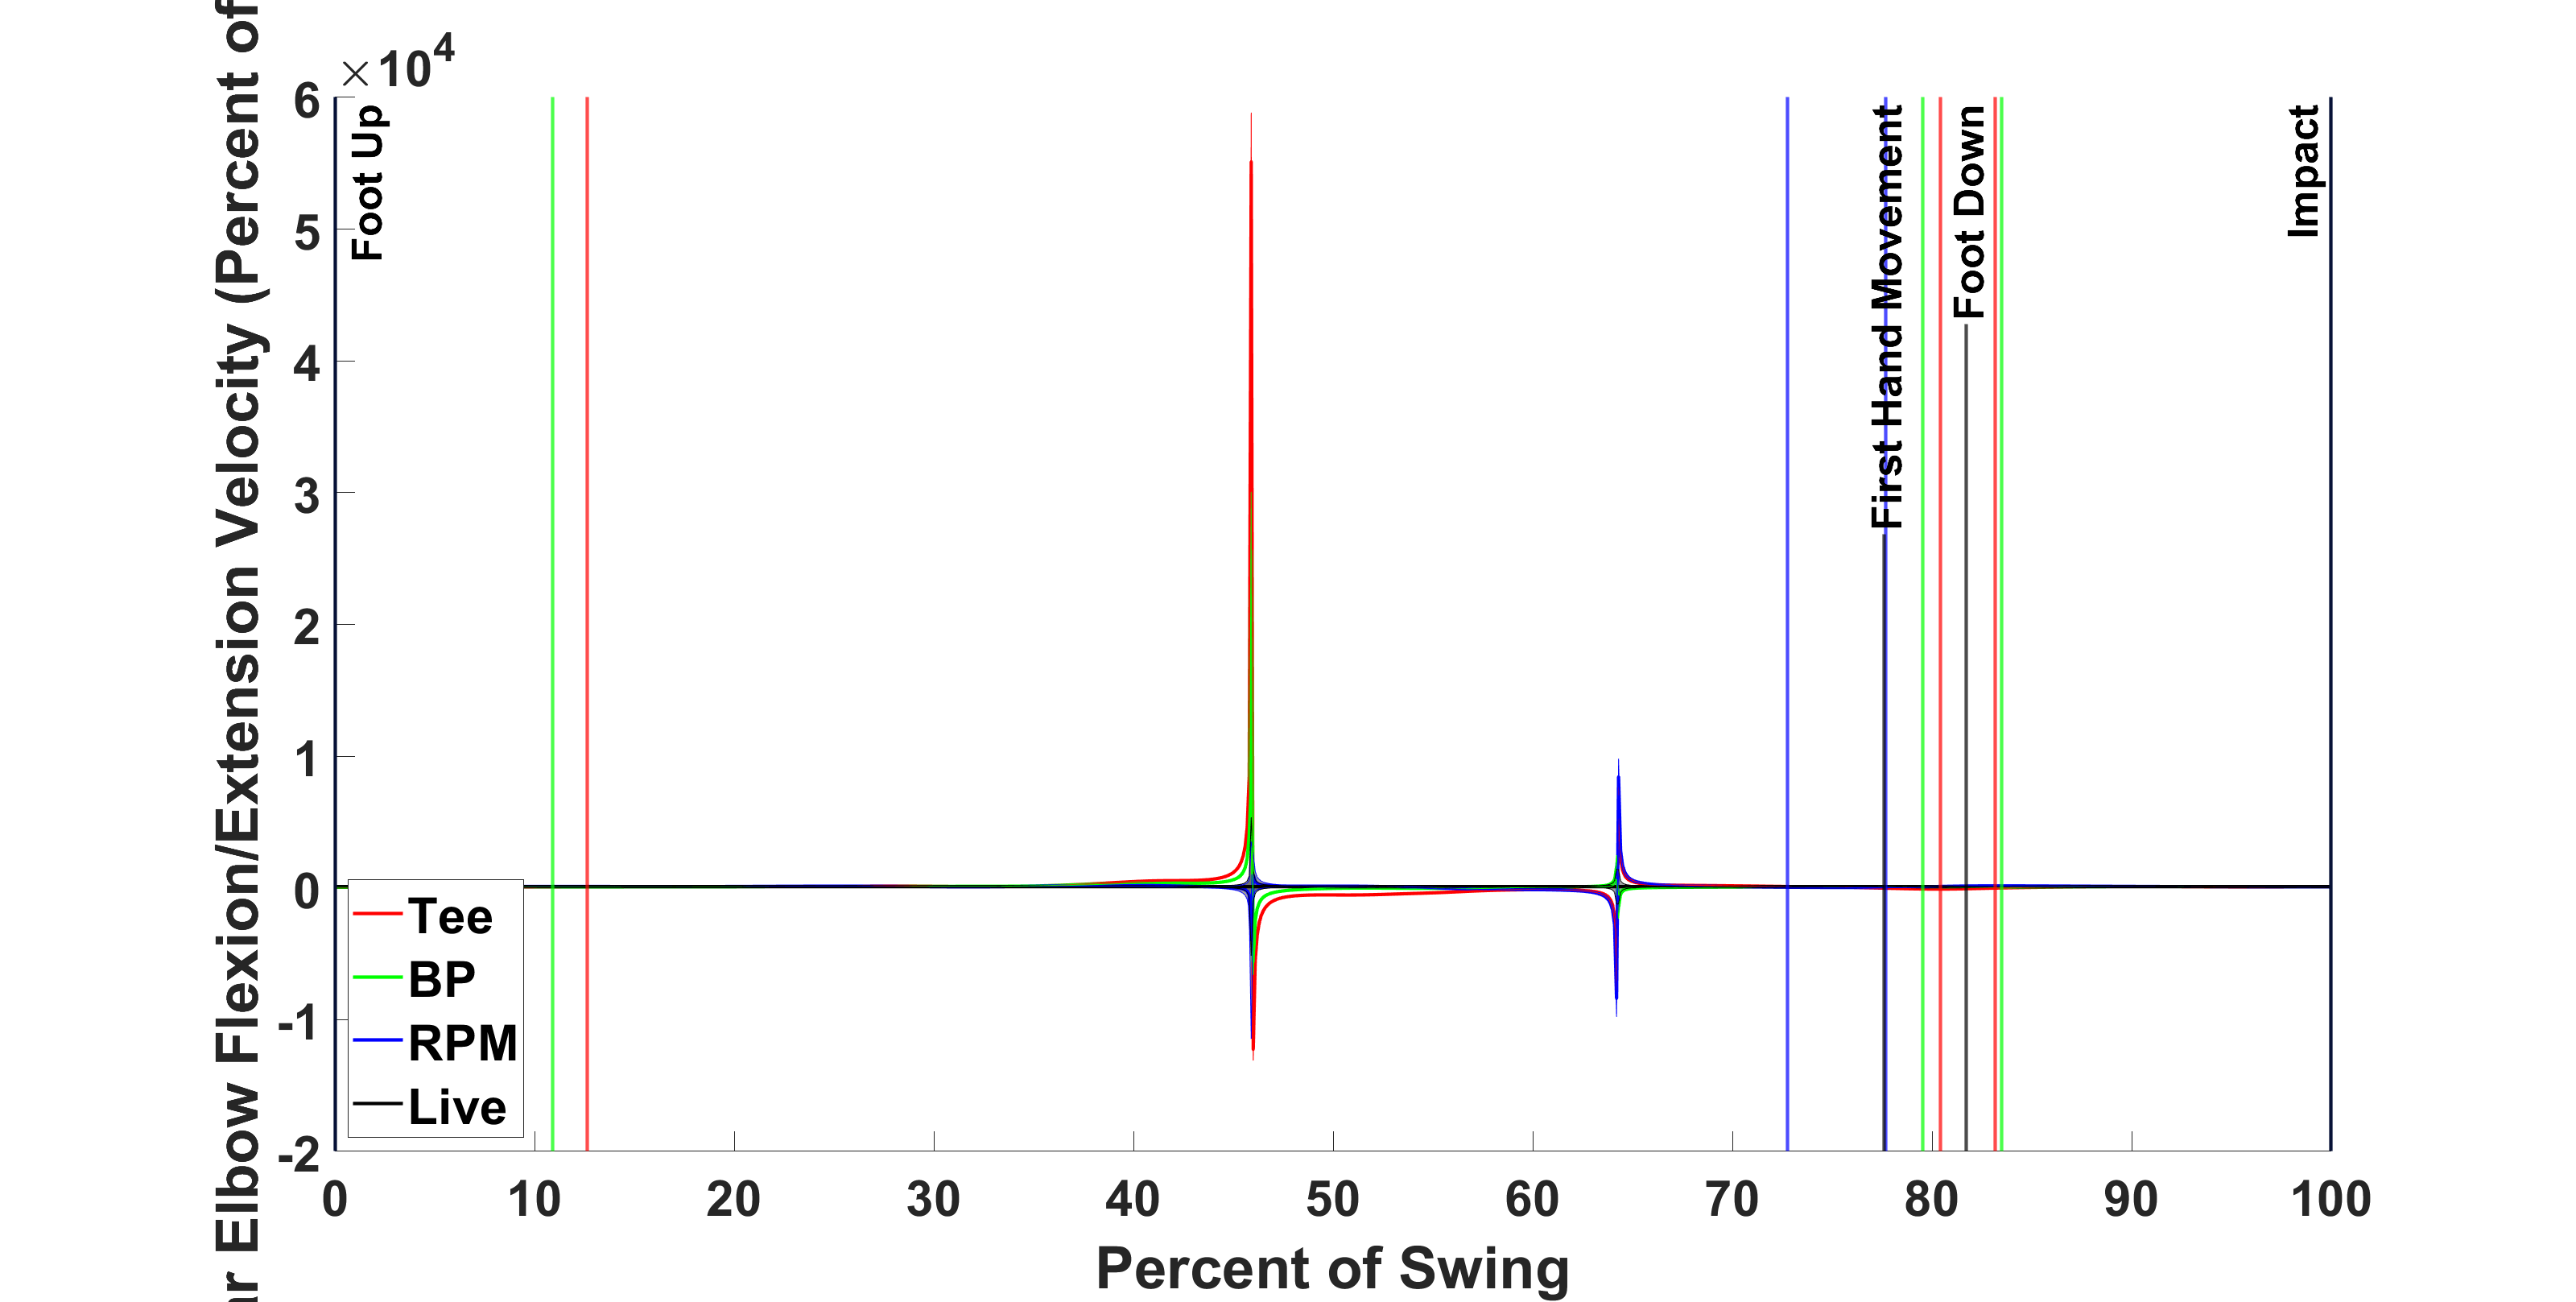 ×10^4
6
5
4
3
2
1
0
-1
-2
Elbow Flexion/Extension Velocity (Percent of
Foot Up
First Hand Movement
Foot Down
Impact
Tee
BP
RPM
Live
0 10 20 30 40 50 60 70 80 90 100
Percent of Swing